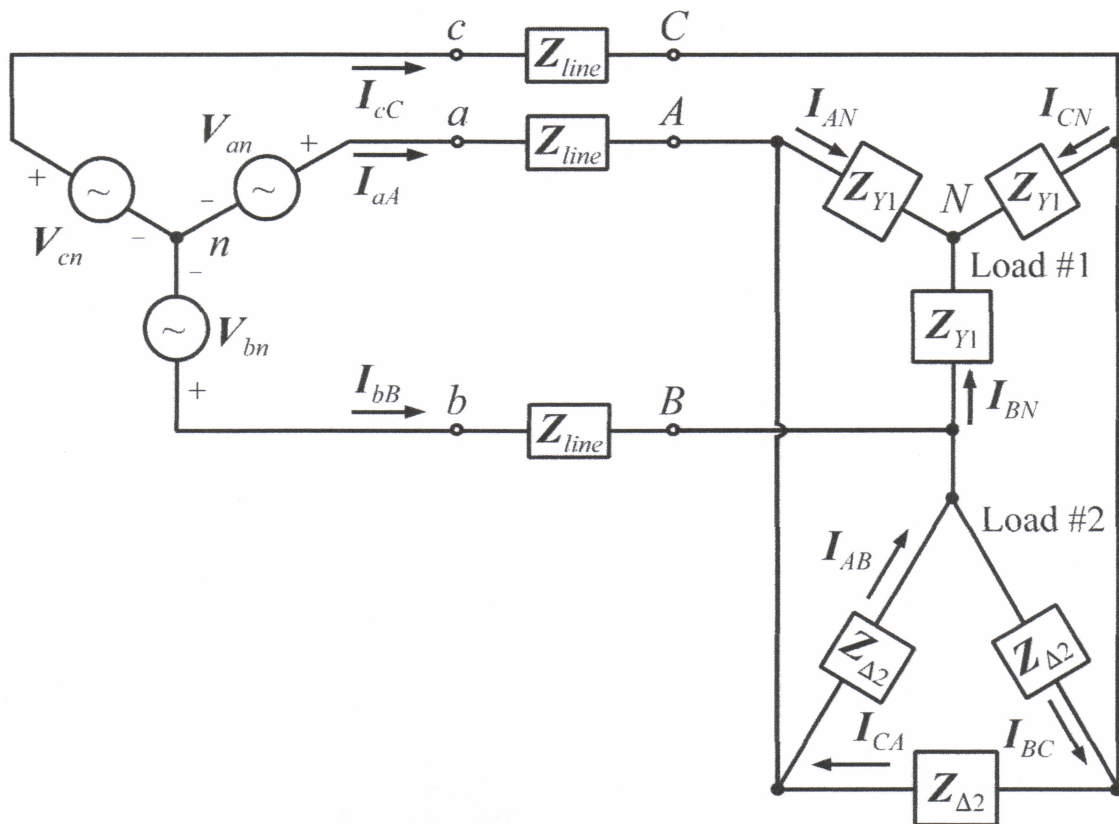 c Z_line C
I_cC
a Z_line A
I_aA
V_an
+
−
+
−
V_cn
n
−
V_bn
+
I_bB
b Z_line B
I_AN
I_CN
Z_Y1 N Z_Y1
Load #1
Z_Y1
I_BN
Load #2
I_AB
Z_Δ2
Z_Δ2
I_CA
I_BC
Z_Δ2
~
~
~